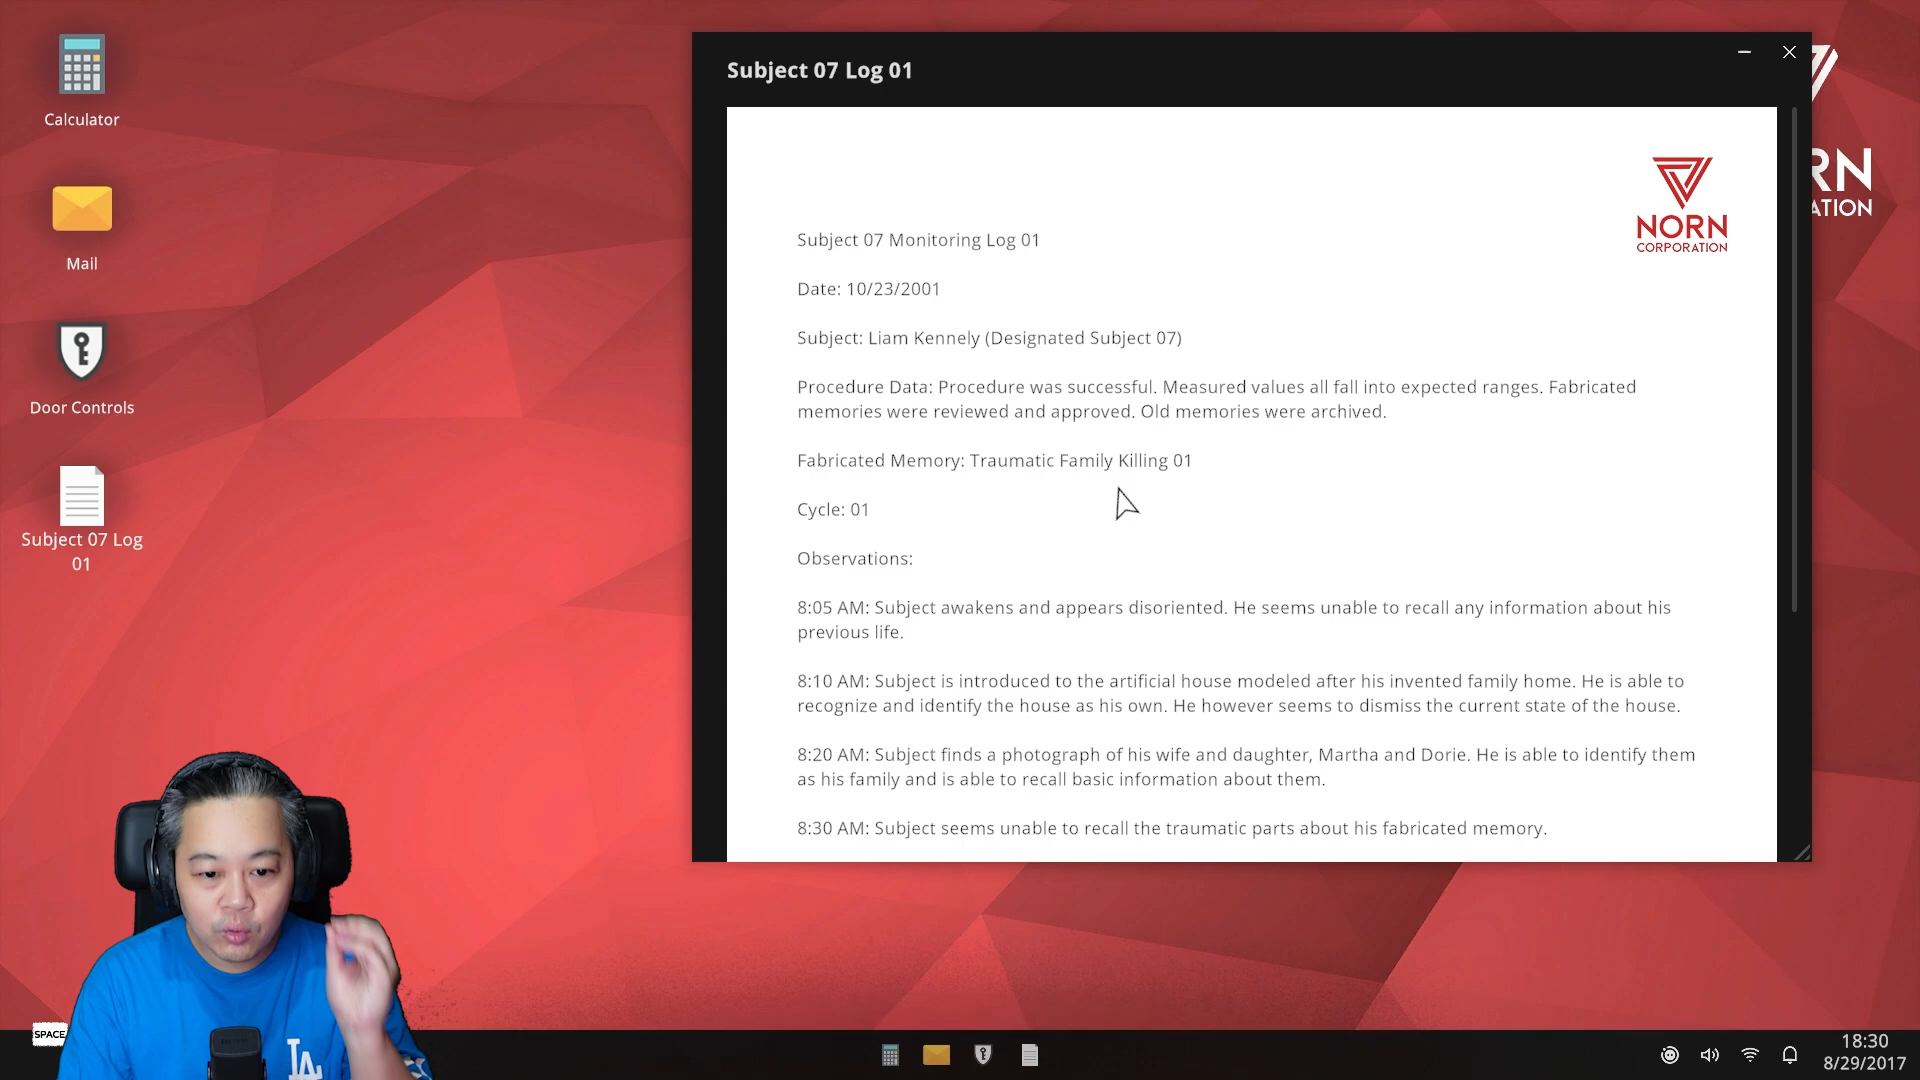 Calculator
Mail
Door Controls
Subject 07 Log
01
Subject 07 Log 01
NORN
CORPORATION
RN
ATION
Subject 07 Monitoring Log 01
Date: 10/23/2001
Subject: Liam Kennely (Designated Subject 07)
Procedure Data: Procedure was successful. Measured values all fall into expected ranges. Fabricated
memories were reviewed and approved. Old memories were archived.
Fabricated Memory: Traumatic Family Killing 01
Cycle: 01
Observations:
8:05 AM: Subject awakens and appears disoriented. He seems unable to recall any information about his
previous life.
8:10 AM: Subject is introduced to the artificial house modeled after his invented family home. He is able to
recognize and identify the house as his own. He however seems to dismiss the current state of the house.
8:20 AM: Subject finds a photograph of his wife and daughter, Martha and Dorie. He is able to identify them
as his family and is able to recall basic information about them.
8:30 AM: Subject seems unable to recall the traumatic parts about his fabricated memory.
SPACE
LA
18:30
8/29/2017